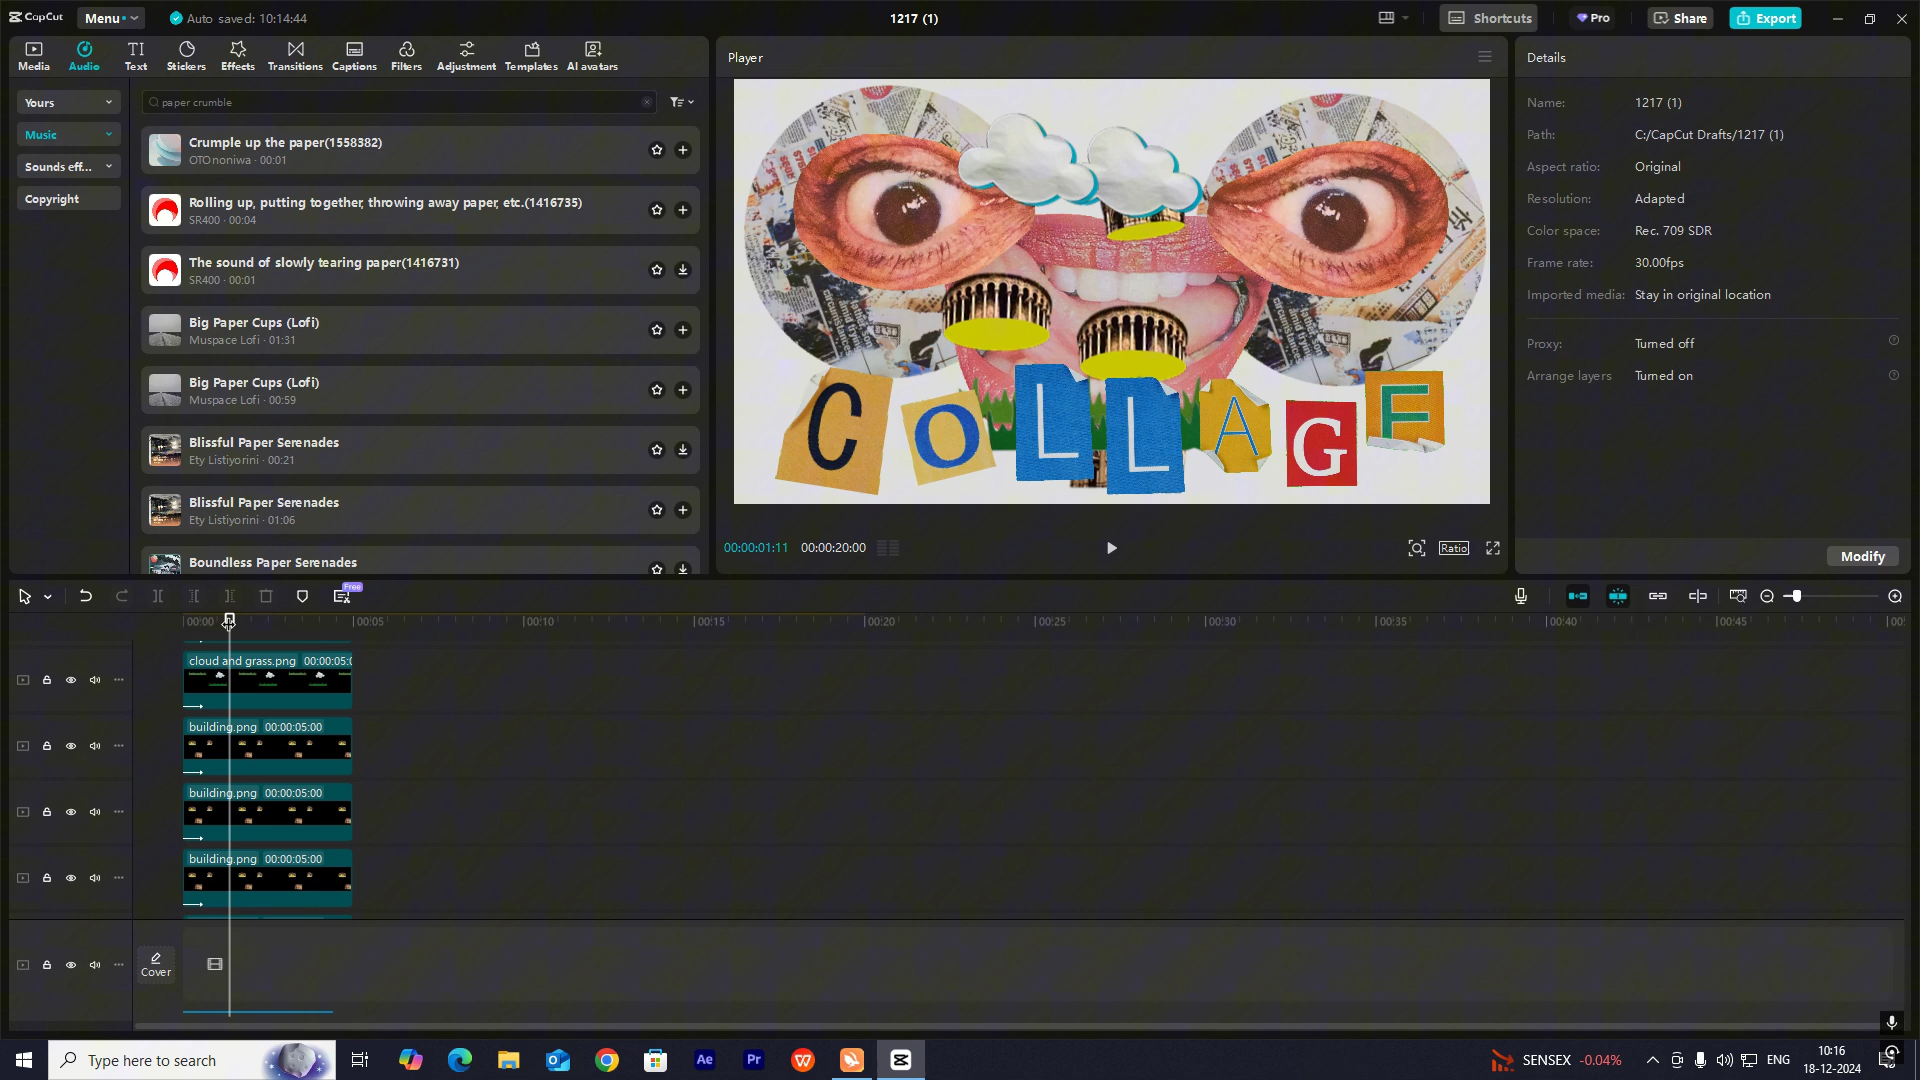 CapCut
Menu
Auto saved: 10:14:44
1217 (1)
Shortcuts
Pro
Share
Export
Media
Audio
Text
Stickers
Effects
Transitions
Captions
Filters
Adjustment
Templates
AI avatars
Yours
Music
Sounds eff...
Copyright
paper crumble
Crumple up the paper(1558382)
OTOnoniwa · 00:01
Rolling up, putting together, throwing away paper, etc.(1416735)
SR400 · 00:04
The sound of slowly tearing paper(1416731)
SR400 · 00:01
Big Paper Cups (Lofi)
Muspace Lofi · 01:31
Big Paper Cups (Lofi)
Muspace Lofi · 00:59
Blissful Paper Serenades
Ety Listiyorini · 00:21
Blissful Paper Serenades
Ety Listiyorini · 01:06
Boundless Paper Serenades
Player
COLLAGE
00:00:01:11
00:00:20:00
Ratio
Details
Name: 1217 (1)
Path: C:/CapCut Drafts/1217 (1)
Aspect ratio: Original
Resolution: Adapted
Color space: Rec. 709 SDR
Frame rate: 30.00fps
Imported media: Stay in original location
Proxy: Turned off
Arrange layers Turned on
Modify
Free
00:00
00:05
00:10
00:15
00:20
00:25
00:30
00:35
00:40
00:45
cloud and grass.png 00:00:05:0
building.png 00:00:05:00
building.png 00:00:05:00
building.png 00:00:05:00
Cover
Type here to search
Ae
Pr
SENSEX -0.04%
ENG
10:16
18-12-2024